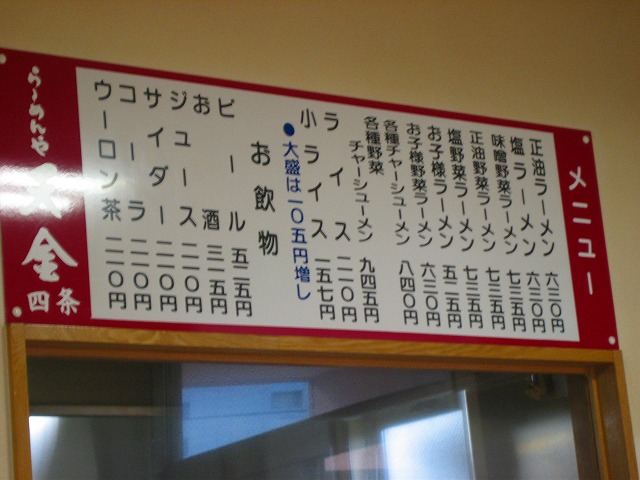 メニュー
正油ラーメン 六三〇円
塩ラーメン 六三〇円
味噌野菜ラーメン 七三五円
正油野菜ラーメン 七三五円
塩野菜ラーメン 七三五円
お子様ラーメン 五二五円
お子様野菜ラーメン 六三〇円
各種チャーシューメン 八四〇円
各種野菜
チャーシューメン 九四五円
ライス 二一〇円
小ライス 一五七円
●大盛は一〇五円増し
お飲物
ビール 五二五円
お酒 三一五円
ジュース 二一〇円
サイダー 二一〇円
コーラ 二一〇円
ウーロン茶 二一〇円
らーめんや
天金
四条